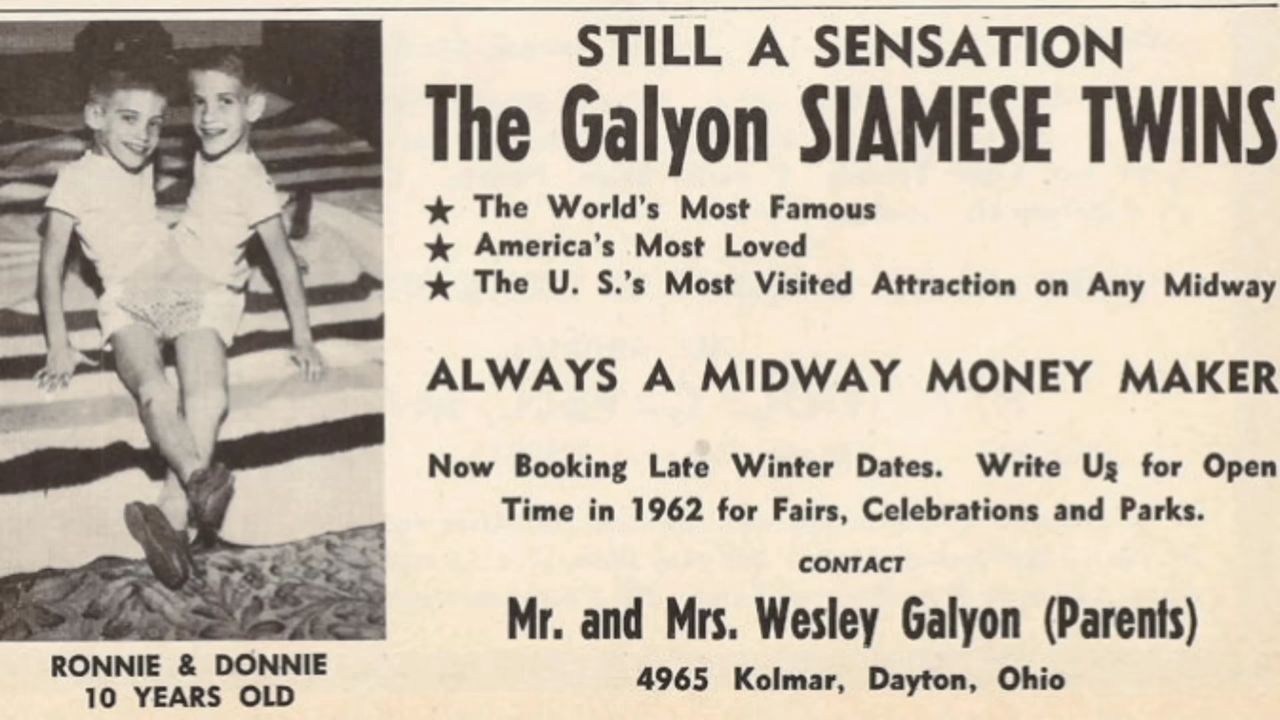 STILL A SENSATION
The Galyon SIAMESE TWINS
★ The World's Most Famous
★ America's Most Loved
★ The U. S.'s Most Visited Attraction on Any Midway
ALWAYS A MIDWAY MONEY MAKER
Now Booking Late Winter Dates. Write Us for Open
Time in 1962 for Fairs, Celebrations and Parks.
CONTACT
Mr. and Mrs. Wesley Galyon (Parents)
4965 Kolmar, Dayton, Ohio
RONNIE & DONNIE
10 YEARS OLD